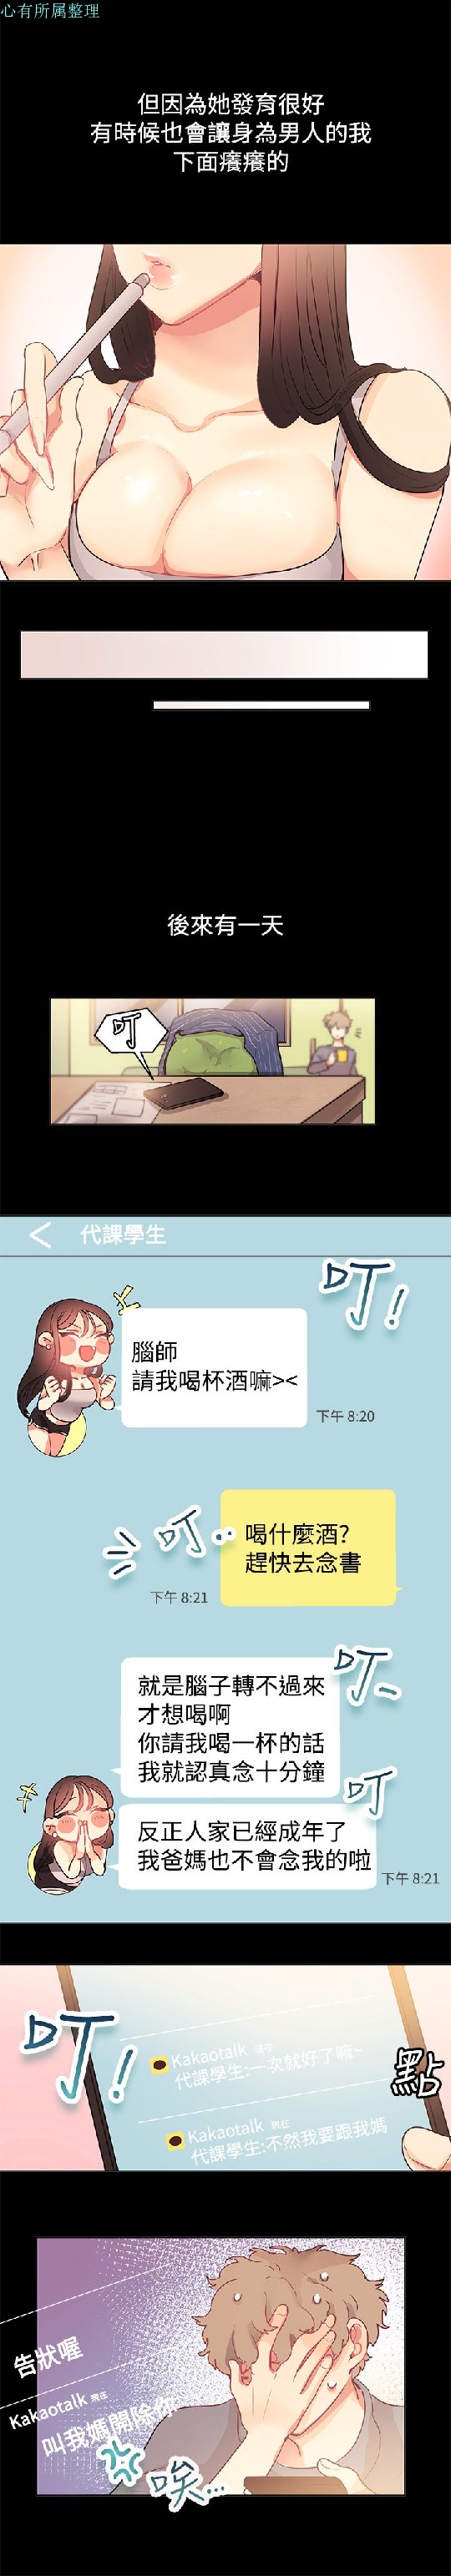 心有所属整理
但因為她發育很好
有時候也會讓身為男人的我
下面癢癢的
後來有一天
叮
代課學生
叮!
腦師
請我喝杯酒嘛><
下午 8:20
叮..
喝什麼酒?
趕快去念書
下午 8:21
叮~
就是腦子轉不過來
才想喝啊
你請我喝一杯的話
我就認真念十分鐘
叮
反正人家已經成年了
我爸媽也不會念我的啦
下午 8:21
叮!
Kakaotalk 現在
代課學生:一次就好了嘛~
點
Kakaotalk 現在
代課學生:不然我要跟我媽
告狀喔
Kakaotalk 現在
叫我媽開除你
唉...